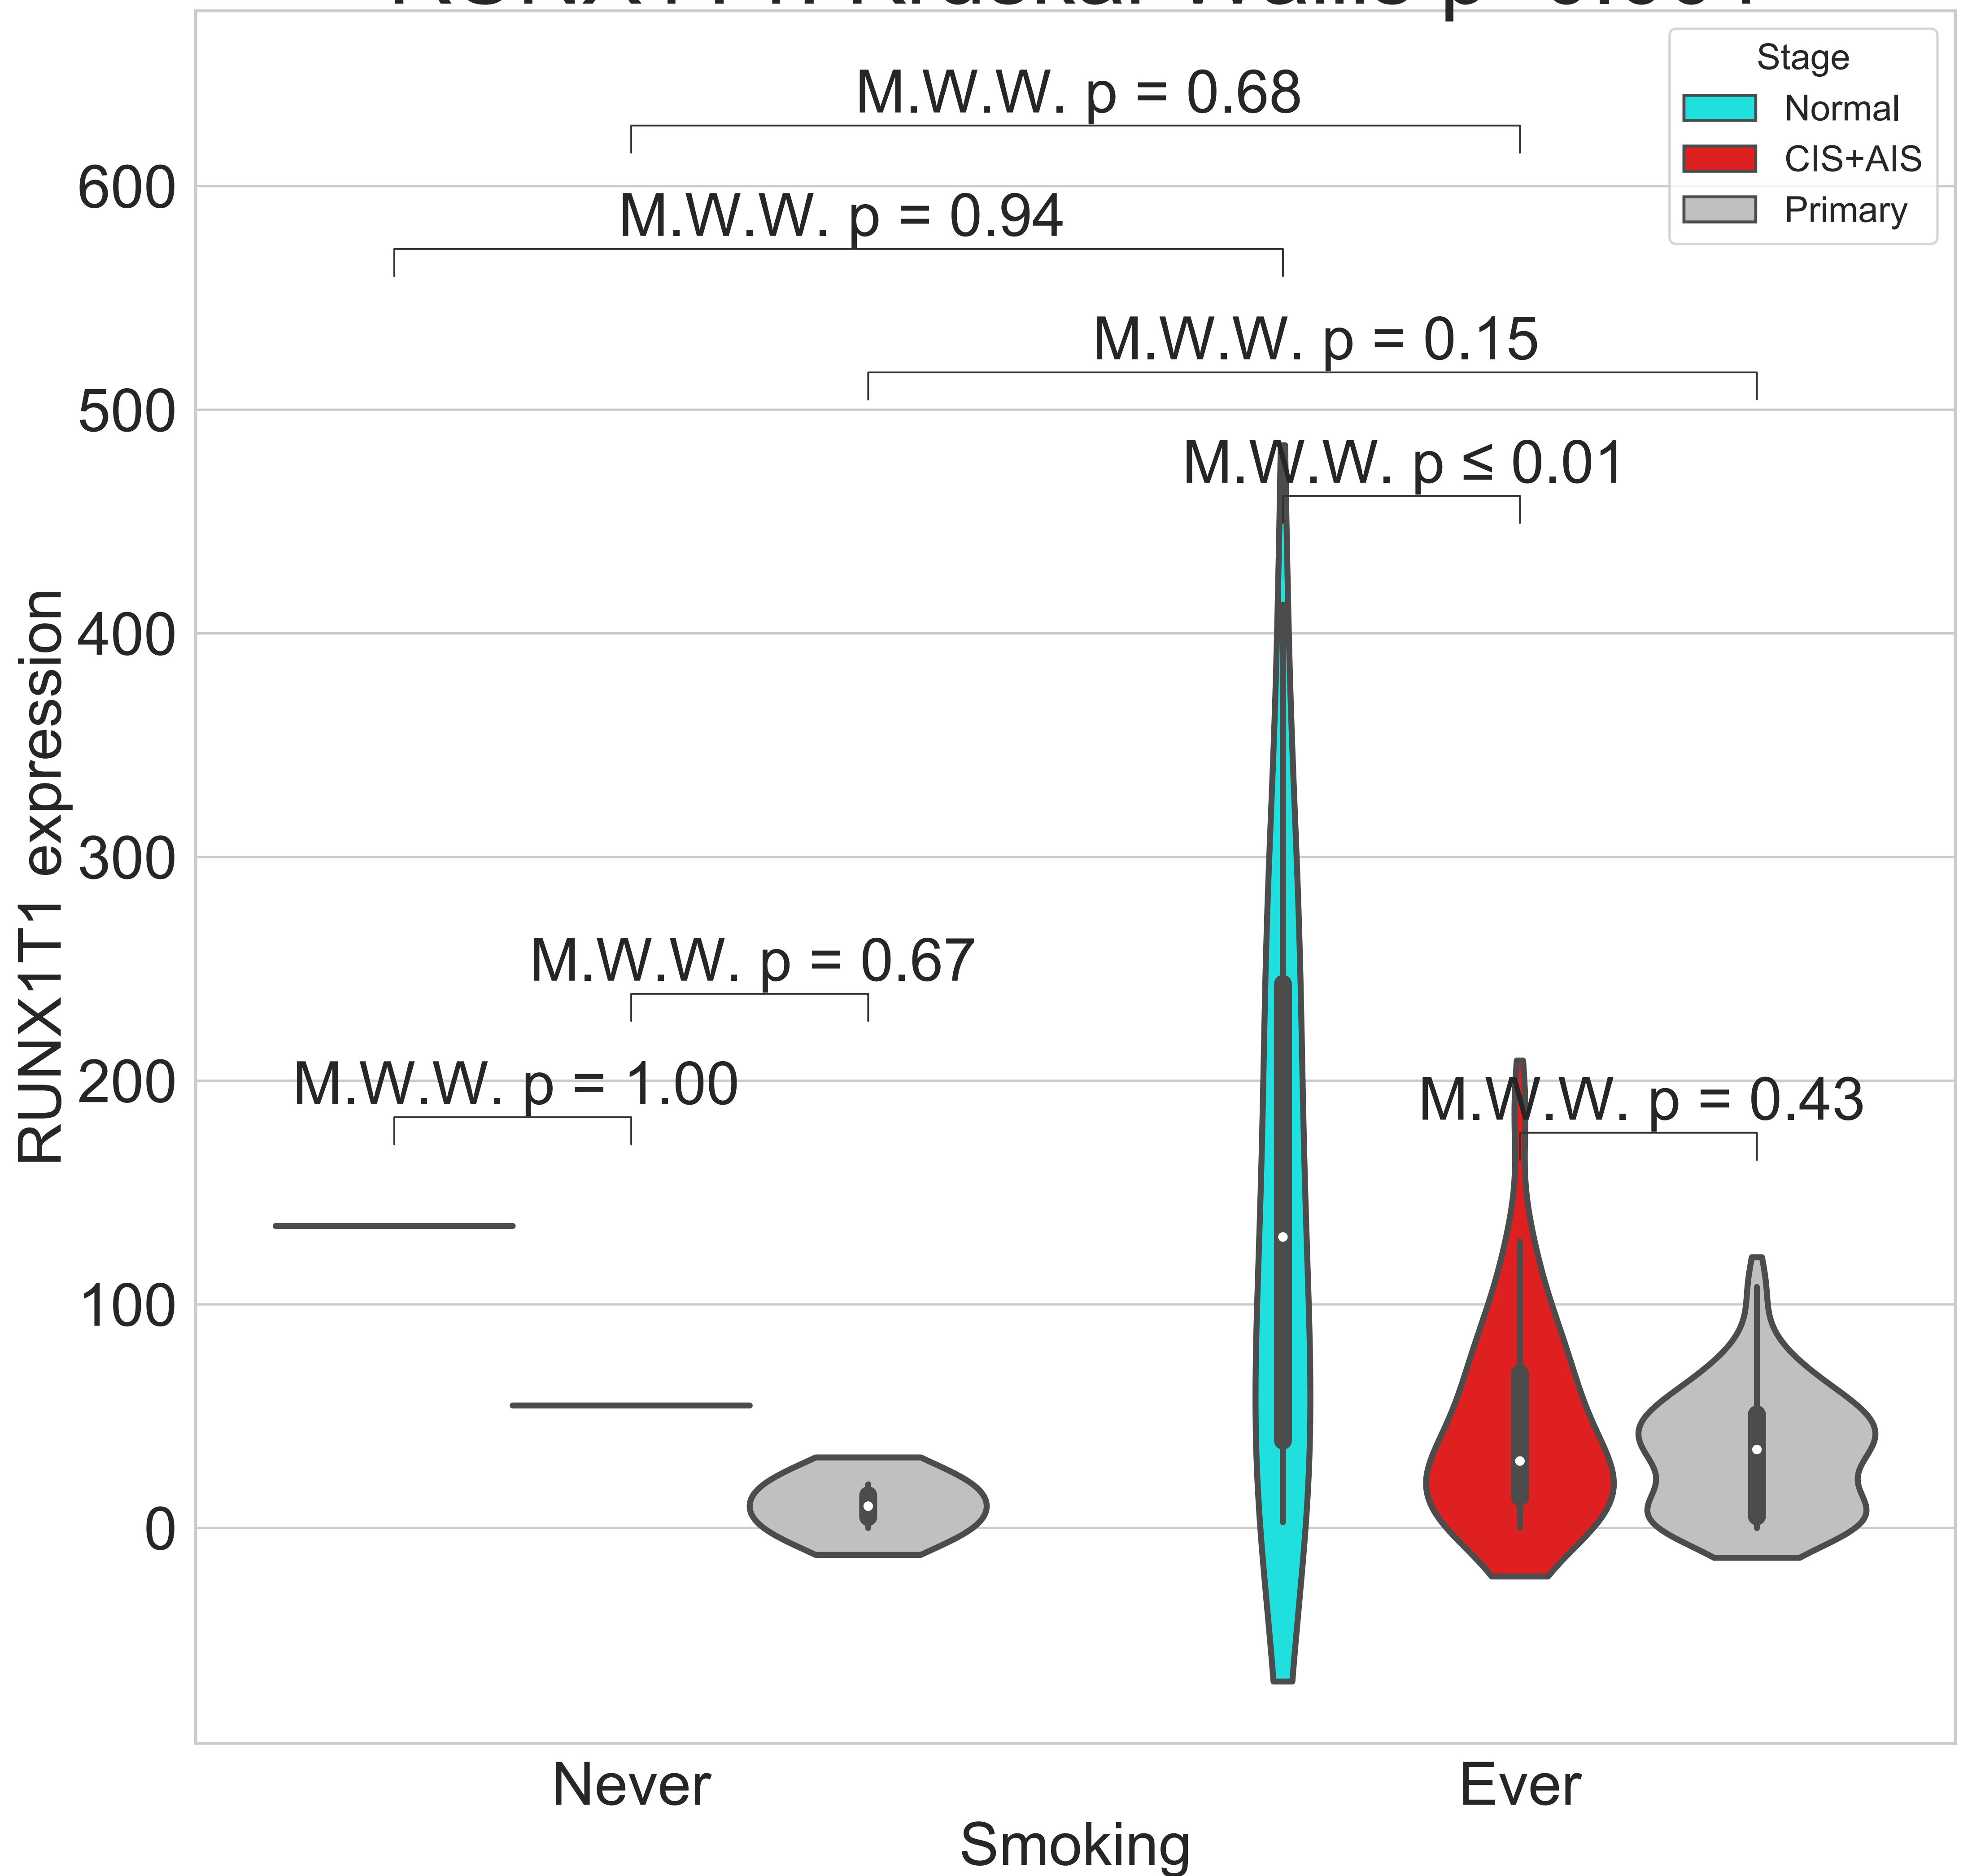 Stage
Normal
CIS+AIS
Primary
M.W.W. p = 0.68
M.W.W. p = 0.94
M.W.W. p = 0.15
M.W.W. p ≤ 0.01
M.W.W. p = 0.67
M.W.W. p = 1.00
M.W.W. p = 0.43
RUNX1T1 expression
600
500
400
300
200
100
0
Never
Ever
Smoking